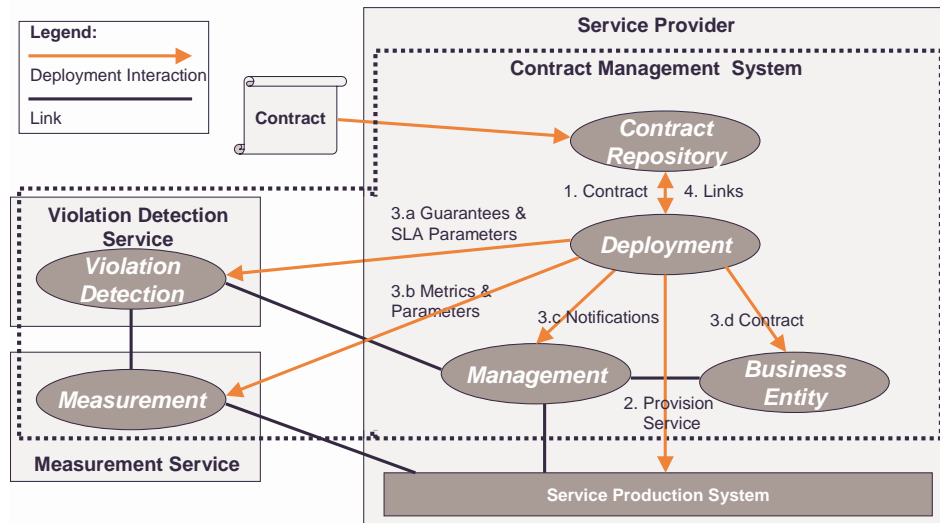 Legend:
Deployment Interaction
Link
Service Provider
Contract Management System
Contract
Contract
Repository
1. Contract
4. Links
Violation Detection
Service
3.a Guarantees &
SLA Parameters
Deployment
Violation
Detection
3.b Metrics &
Parameters
3.c Notifications
3.d Contract
Management
Business
Entity
Measurement
2. Provision
Service
Measurement Service
Service Production System